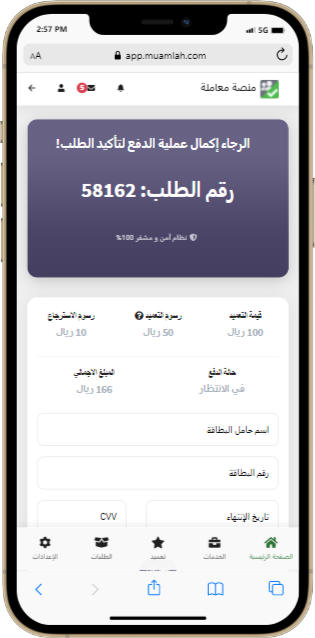 2:57 PM
5G
AA
app.muamlah.com
منصة معاملة
5
الرجاء إكمال عملية الدفع لتأكيد الطلب!
رقم الطلب: 58162
نظام آمن و مشفر 100%
قيمة التعميد
رسوم التعميد
رسوم الاسترجاع
100 ريال
50 ريال
10 ريال
حالة الدفع
المبلغ الاجمالي
في الانتظار
166 ريال
اسم حامل البطاقة
رقم البطاقة
تاريخ الإنتهاء
CVV
الصفحة الرئيسية
الخدمات
تعميد
الطلبات
الإعدادات